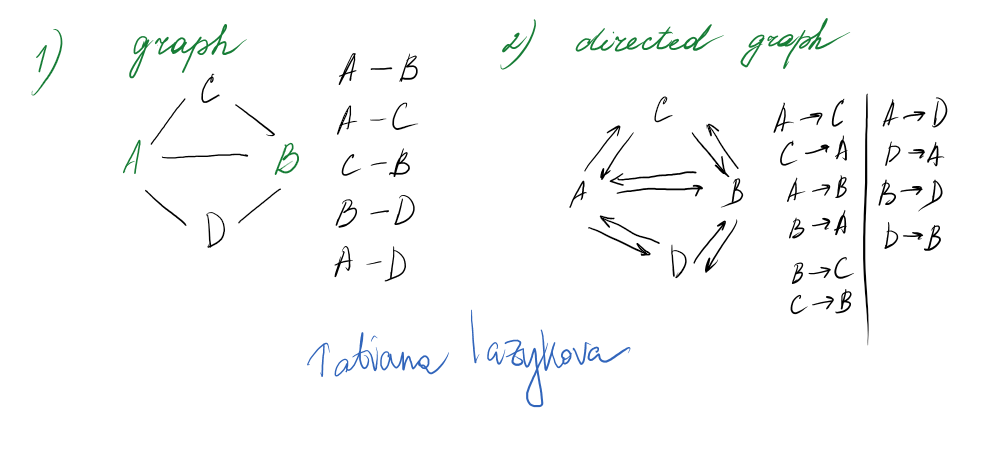 1) graph
C
A B
D
A – B
A – C
C – B
B – D
A – D
2) directed graph
C
A B
D
A → C
C → A
A → B
B → A
B → C
C → B
A → D
D → A
B → D
D → B
Tatiana lazykova